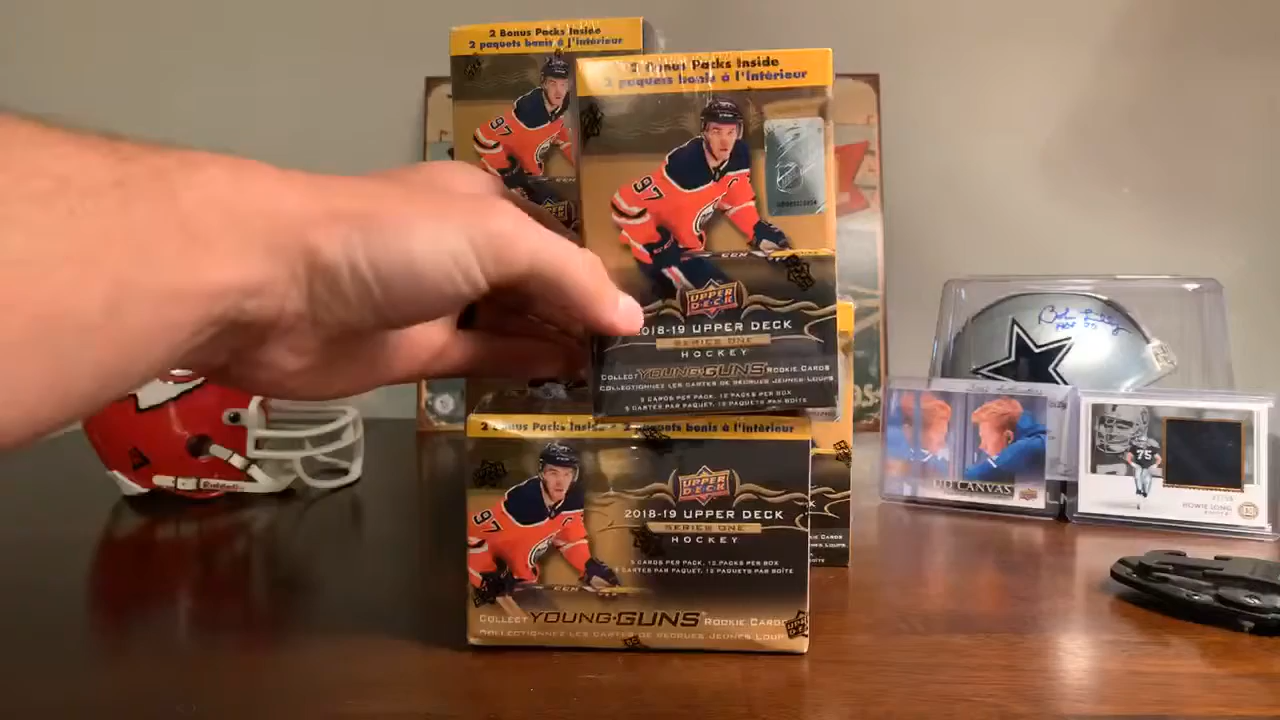 2 Bonus Packs Inside
2 paquets bonis à l'intérieur
97
2 Bonus Packs Inside
2 paquets bonis à l'intérieur
97
UPPER DECK
2018-19 UPPER DECK
SERIES ONE
HOCKEY
COLLECT YOUNG GUNS ROOKIE CARDS
COLLECTIONNEZ LES CARTES DE RECRUES JEUNES LOUPS
5 CARDS PER PACK, 12 PACKS PER BOX
5 CARTES PAR PAQUET, 12 PAQUETS PAR BOÎTE
2 Bonus Packs Inside • 2 paquets bonis à l'intérieur
97
UPPER DECK
2018-19 UPPER DECK
SERIES ONE
HOCKEY
5 CARDS PER PACK, 12 PACKS PER BOX
5 CARTES PAR PAQUET, 12 PAQUETS PAR BOÎTE
COLLECT YOUNG GUNS ROOKIE CARDS
COLLECTIONNEZ LES CARTES DE RECRUES JEUNES LOUPS
Riddell
CANVAS
75
HOWIE LONG